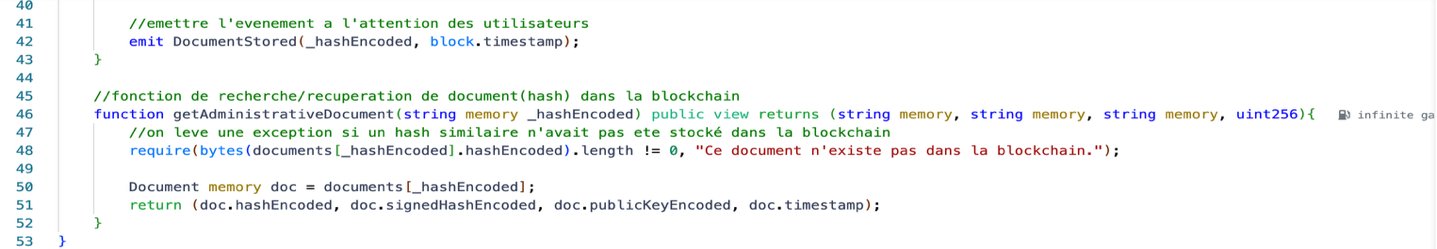 40
41 //emettre l'evenement a l'attention des utilisateurs
42 emit DocumentStored(_hashEncoded, block.timestamp);
43 }
44
45 //fonction de recherche/recuperation de document(hash) dans la blockchain
46 function getAdministrativeDocument(string memory _hashEncoded) public view returns (string memory, string memory, string memory, uint256){ infinite ga
47 //on leve une exception si un hash similaire n'avait pas ete stocké dans la blockchain
48 require(bytes(documents[_hashEncoded].hashEncoded).length != 0, "Ce document n'existe pas dans la blockchain.");
49
50 Document memory doc = documents[_hashEncoded];
51 return (doc.hashEncoded, doc.signedHashEncoded, doc.publicKeyEncoded, doc.timestamp);
52 }
53 }